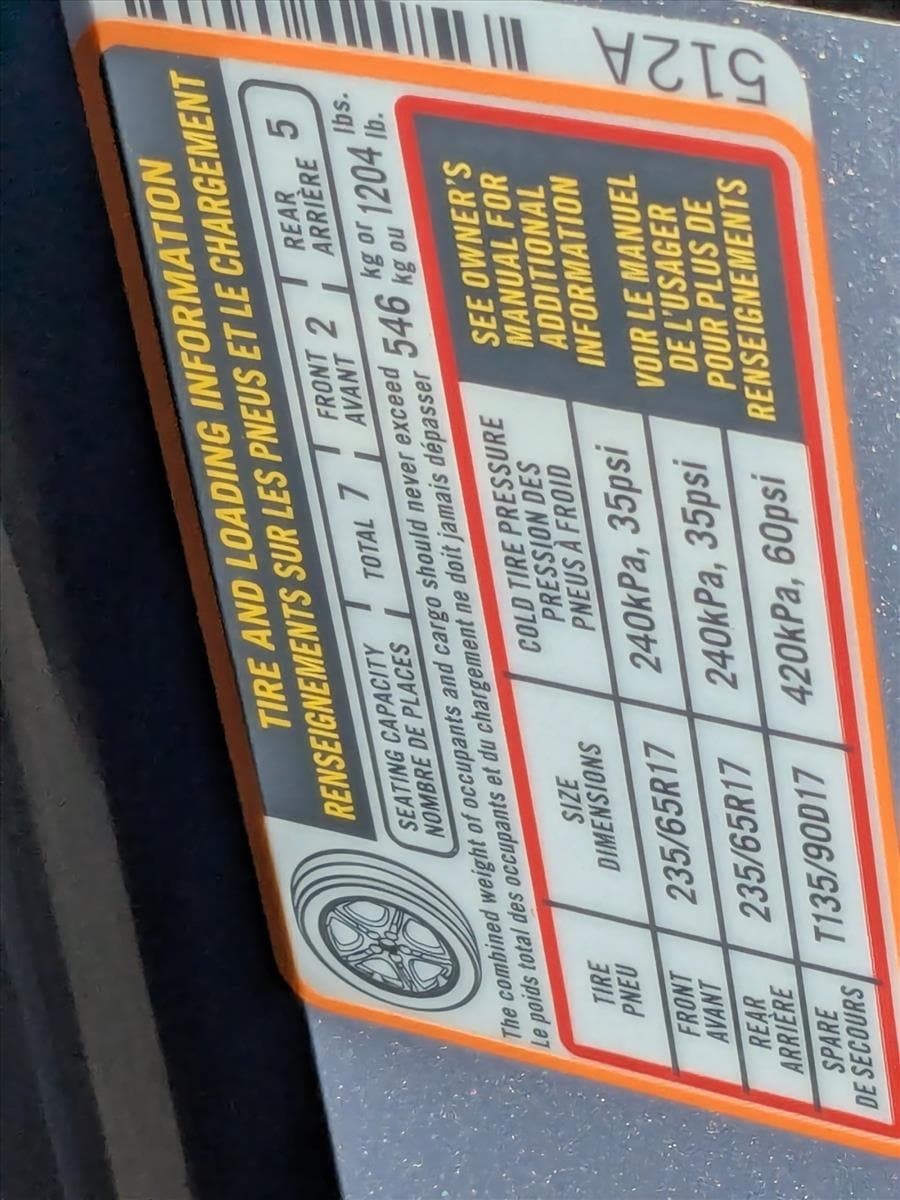 512A
TIRE AND LOADING INFORMATION
RENSEIGNEMENTS SUR LES PNEUS ET LE CHARGEMENT
SEATING CAPACITY
NOMBRE DE PLACES
TOTAL 7
FRONT
AVANT
2
REAR
ARRIÈRE
5
The combined weight of occupants and cargo should never exceed 546 kg or 1204 lbs.
Le poids total des occupants et du chargement ne doit jamais dépasser kg ou lb.
TIRE
PNEU
SIZE
DIMENSIONS
COLD TIRE PRESSURE
PRESSION DES
PNEUS À FROID
FRONT
AVANT
235/65R17
240kPa, 35psi
REAR
ARRIÈRE
235/65R17
240kPa, 35psi
SPARE
DE SECOURS
T135/90D17
420kPa, 60psi
SEE OWNER'S
MANUAL FOR
ADDITIONAL
INFORMATION
VOIR LE MANUEL
DE L'USAGER
POUR PLUS DE
RENSEIGNEMENTS